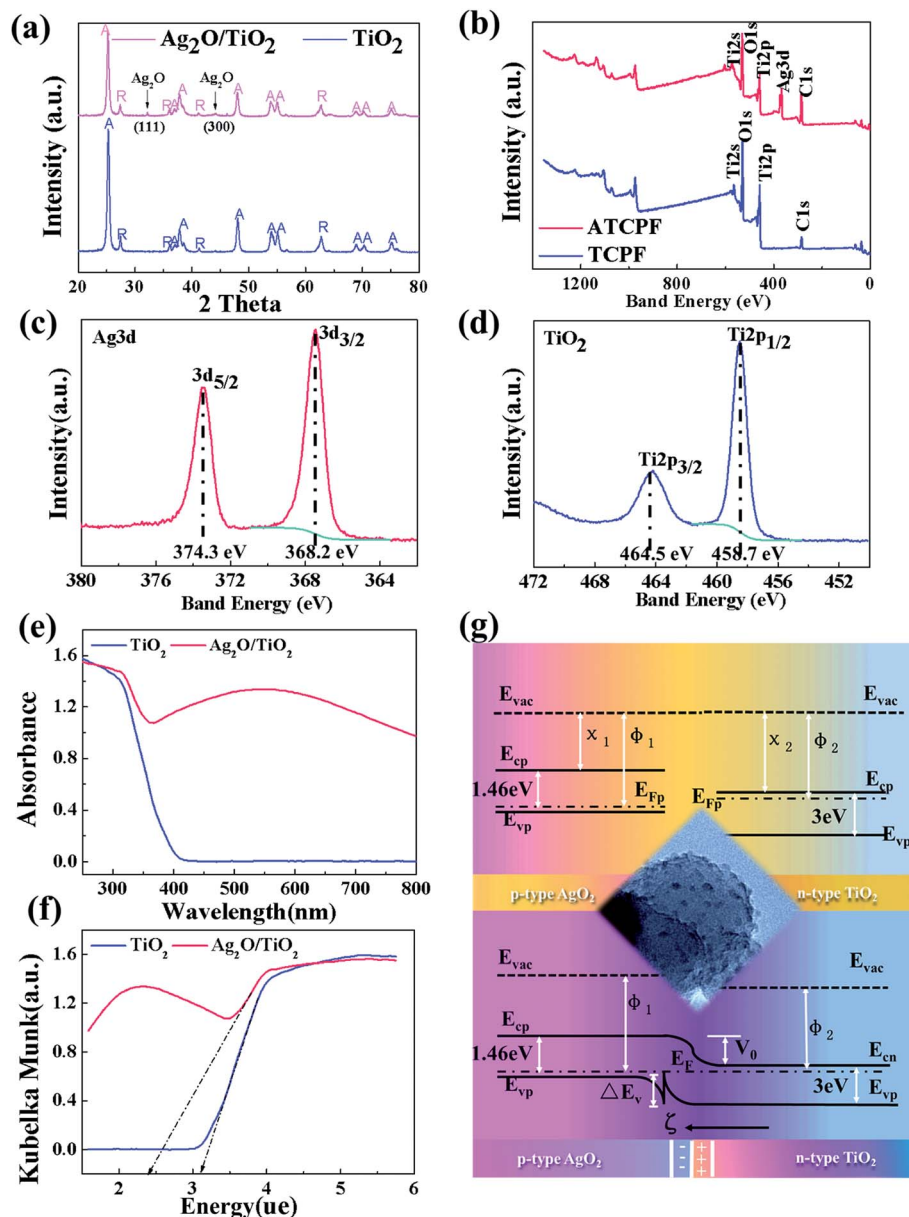 (a)
Intensity (a.u.)
Ag₂O/TiO₂ TiO₂
A
R
Ag₂O
(111)
R
A
A
R
Ag₂O
(300)
A
A
A
R
A
A
A
A
R
R
A
A
R
A
A
A
R
A
A
A
20 30 40 50 60 70 80
2 Theta
(b)
Intensity (a.u.)
Ti2s
O1s
Ti2p
Ag3d
C1s
Ti2s
O1s
Ti2p
C1s
ATCPF
TCPF
1200 800 400 0
Band Energy (eV)
(c)
Intensity(a.u.)
Ag3d
3d5/2
3d3/2
374.3 eV
368.2 eV
380 376 372 368 364
Band Energy (eV)
(d)
Intensity(a.u.)
TiO₂
Ti2p3/2
Ti2p1/2
464.5 eV
458.7 eV
472 468 464 460 456 452
Band Energy (eV)
(e)
TiO₂ Ag₂O/TiO₂
Absorbance
1.6
1.2
0.8
0.4
0.0
300 400 500 600 700 800
Wavelength(nm)
(f)
TiO₂ Ag₂O/TiO₂
Kubelka Munk(a.u.)
1.6
1.2
0.8
0.4
0.0
2 3 4 5 6
Energy(ue)
(g)
Evac Evac
χ1 ϕ1 χ2 ϕ2
Ecp Ecp
1.46eV
EFp EFp
3eV
Evp Evp
p-type AgO₂ n-type TiO₂
Evac Evac
ϕ1 ϕ2
Ecp V0 Ecn
1.46eV
EF
3eV
Evp Evp
△Ev
ζ
p-type AgO₂ - - - + + + n-type TiO₂